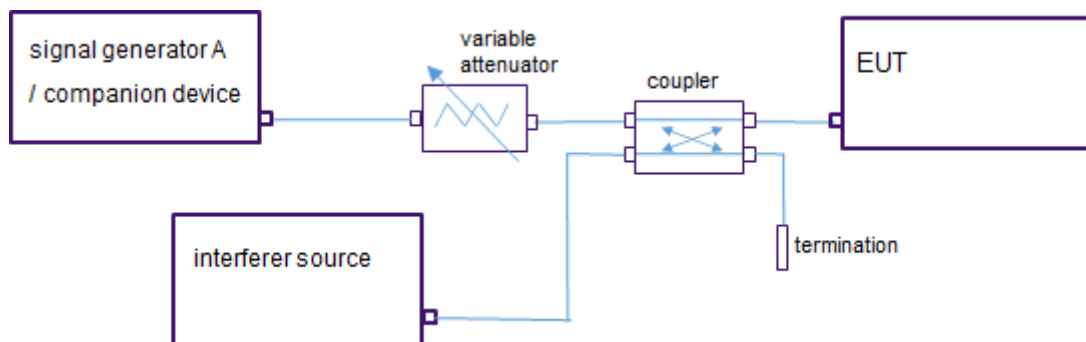 signal generator A
/ companion device
variable
attenuator
coupler
EUT
interferer source
termination